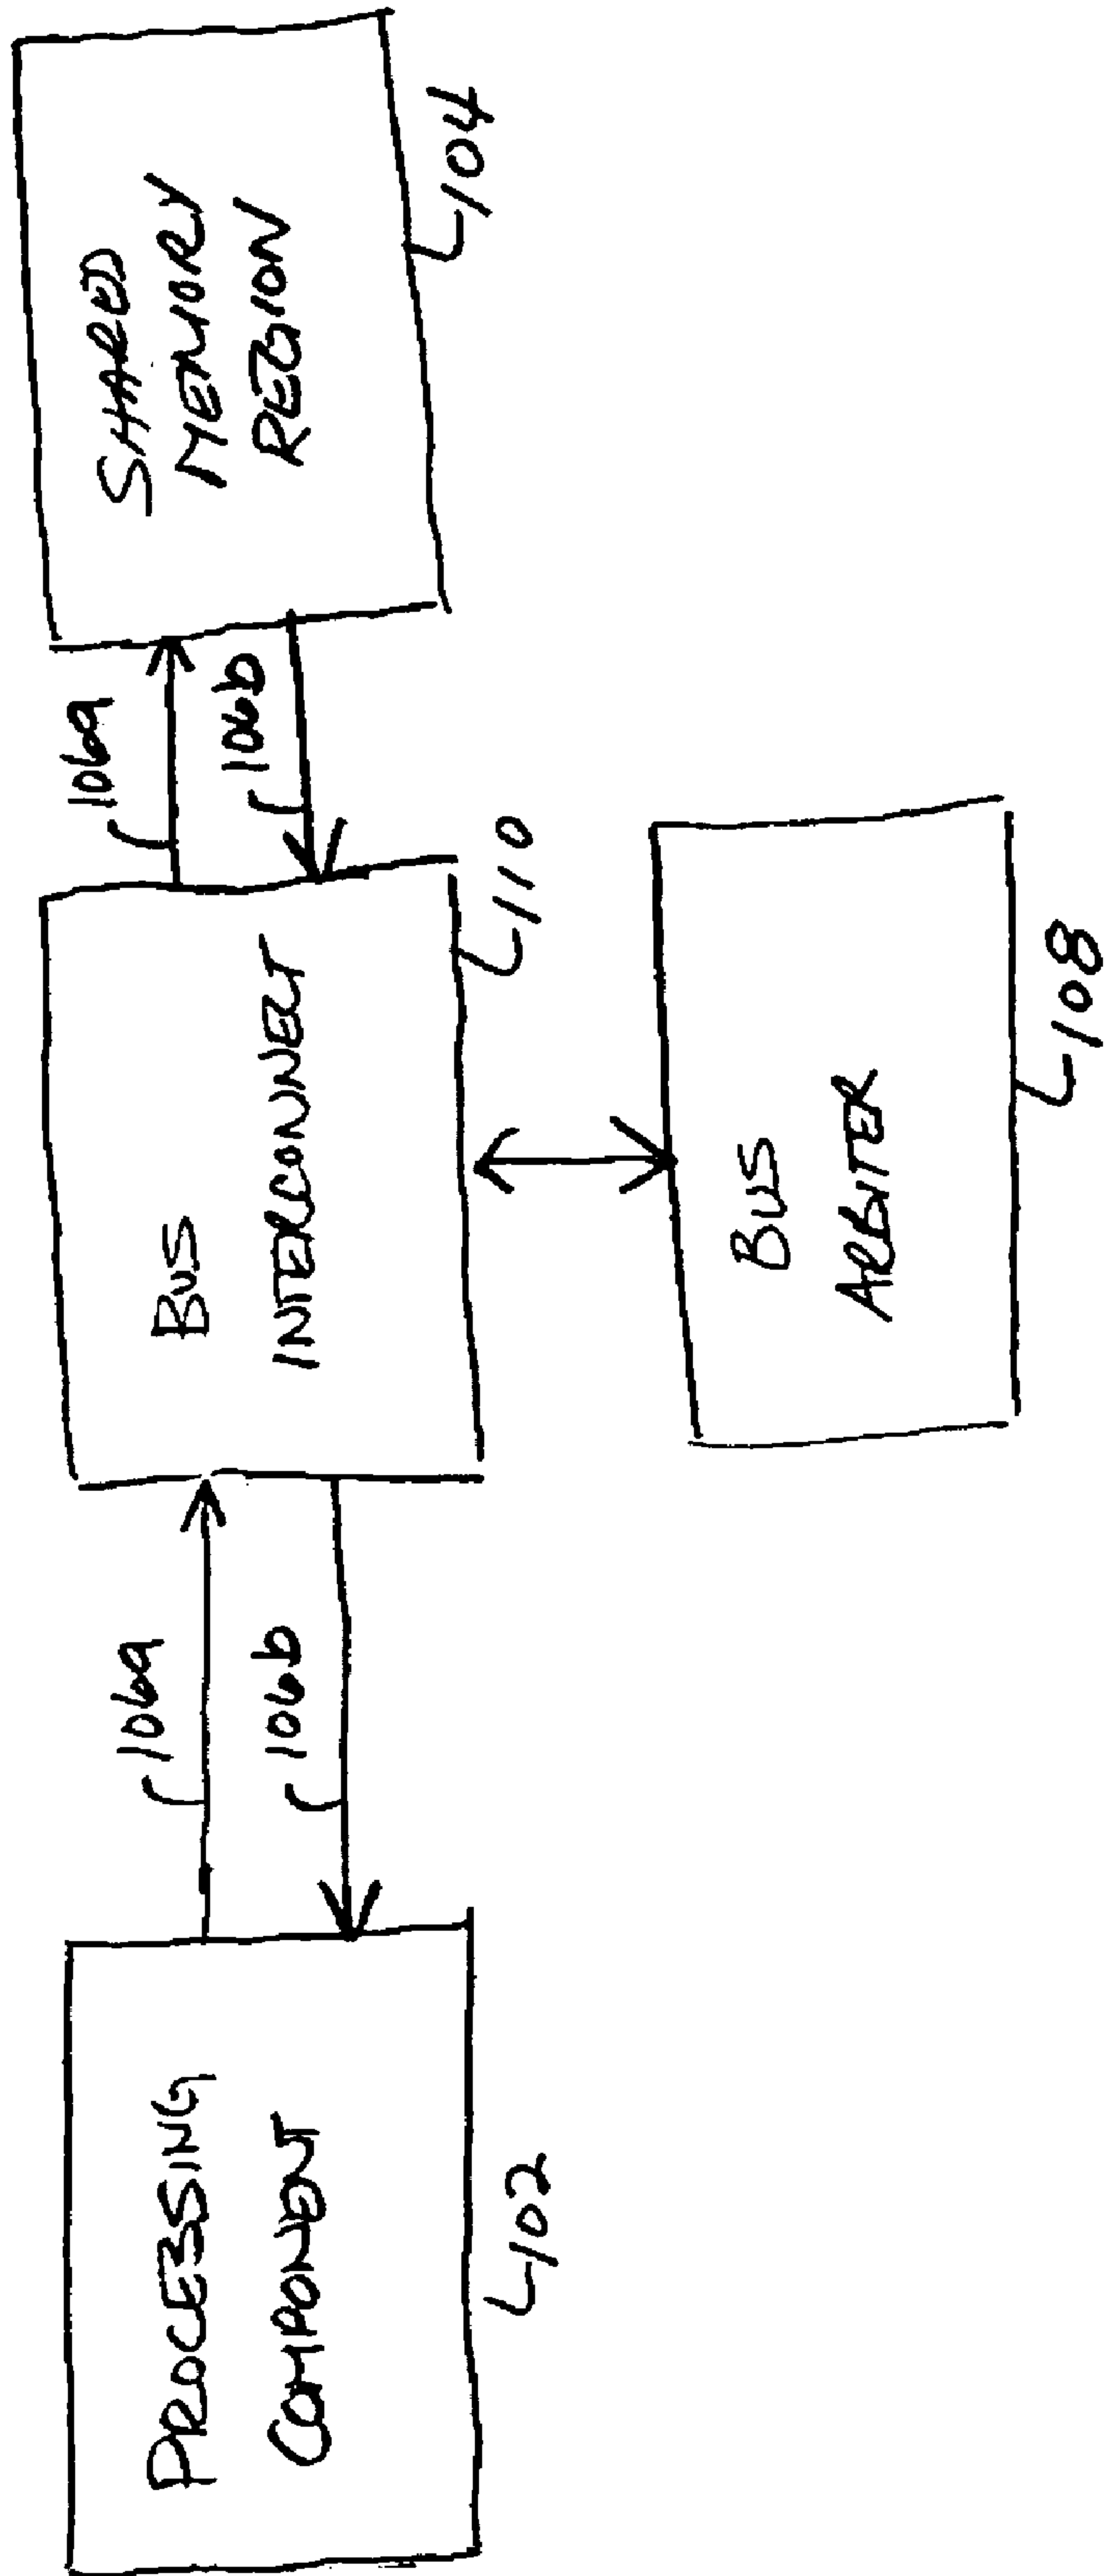 PROCESSING
COMPONENT
102
106a
106b
BUS
INTERCONNECT
110
106a
106b
SHARED
MEMORY
REGION
104
BUS
ARBITER
108